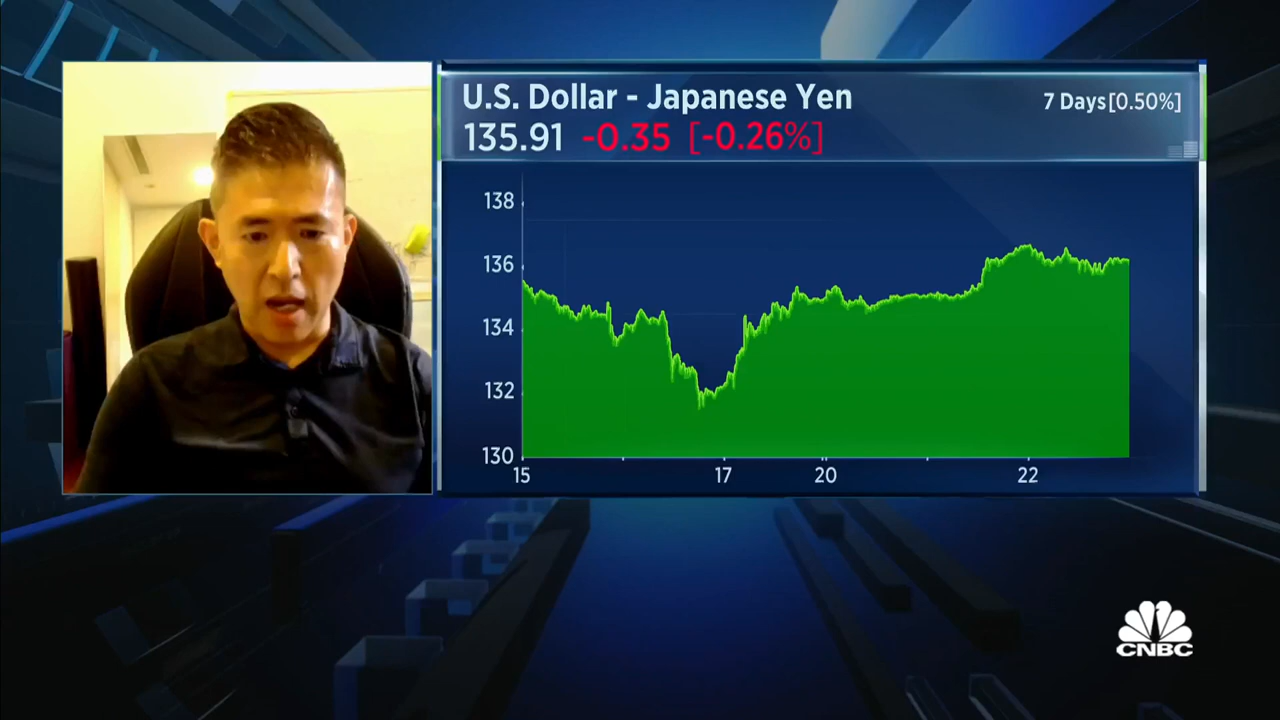 U.S. Dollar - Japanese Yen
7 Days[0.50%]
135.91 -0.35 [-0.26%]
138
136
134
132
130
15 17 20 22
CNBC